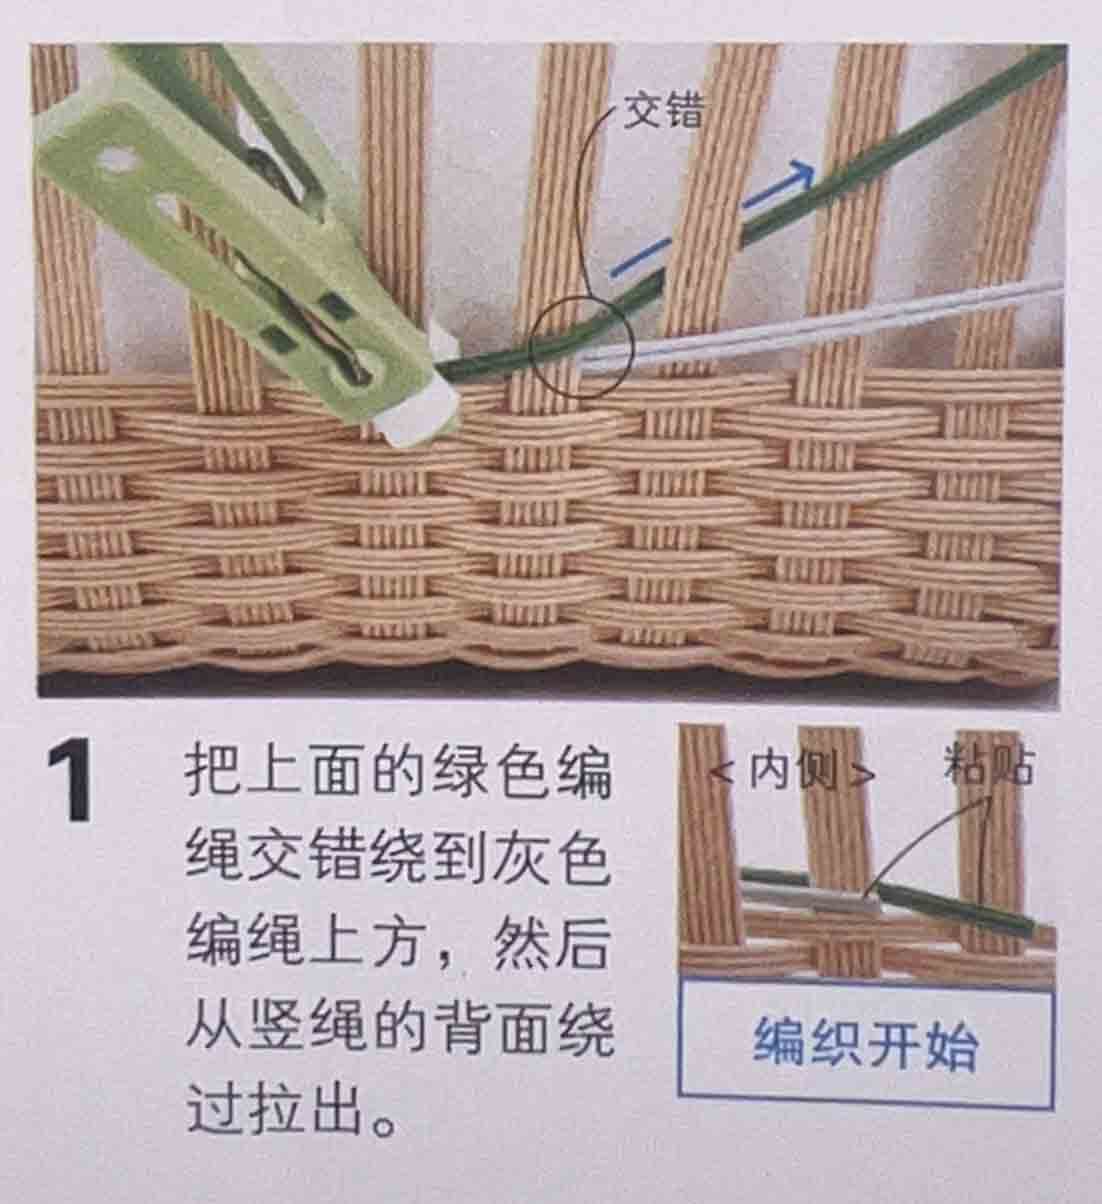 交错
1
把上面的绿色编
绳交错绕到灰色
编绳上方，然后
从竖绳的背面绕
过拉出。
<内侧>
粘贴
编织开始